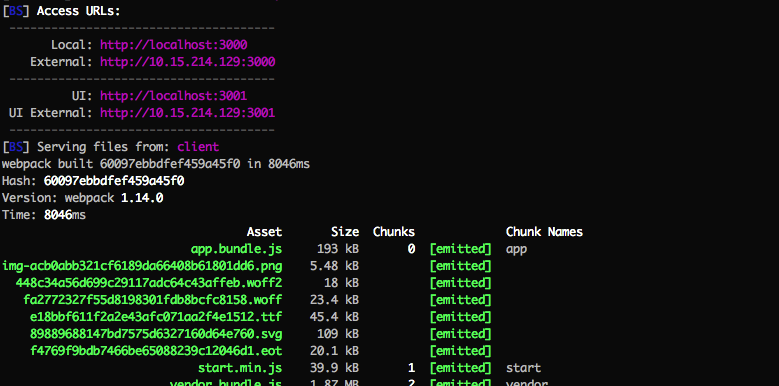 [BS] Access URLs:
--------------------------------------
Local: http://localhost:3000
External: http://10.15.214.129:3000
--------------------------------------
UI: http://localhost:3001
UI External: http://10.15.214.129:3001
--------------------------------------
[BS] Serving files from: client
webpack built 60097ebbdfef459a45f0 in 8046ms
Hash: 60097ebbdfef459a45f0
Version: webpack 1.14.0
Time: 8046ms
Asset Size Chunks Chunk Names
app.bundle.js 193 kB 0 [emitted] app
img-acb0abb321cf6189da66408b61801dd6.png 5.48 kB [emitted]
448c34a56d699c29117adc64c43affeb.woff2 18 kB [emitted]
fa2772327f55d8198301fdb8bcfc8158.woff 23.4 kB [emitted]
e18bbf611f2a2e43afc071aa2f4e1512.ttf 45.4 kB [emitted]
89889688147bd7575d6327160d64e760.svg 109 kB [emitted]
f4769f9bdb7466be65088239c12046d1.eot 20.1 kB [emitted]
start.min.js 39.9 kB 1 [emitted] start
vendor.bundle.js 1.87 MB 2 [emitted] vendor